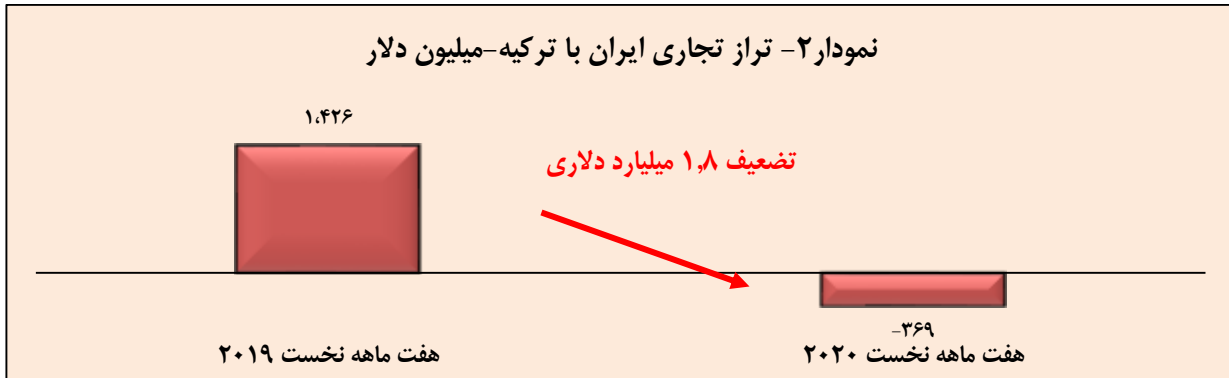 نمودار۲- تراز تجاری ایران با ترکیه-میلیون دلار
۱،۴۲۶
تضعیف ۱,۸ میلیارد دلاری
-۳۶۹
هفت ماهه نخست ۲۰۱۹
هفت ماهه نخست ۲۰۲۰